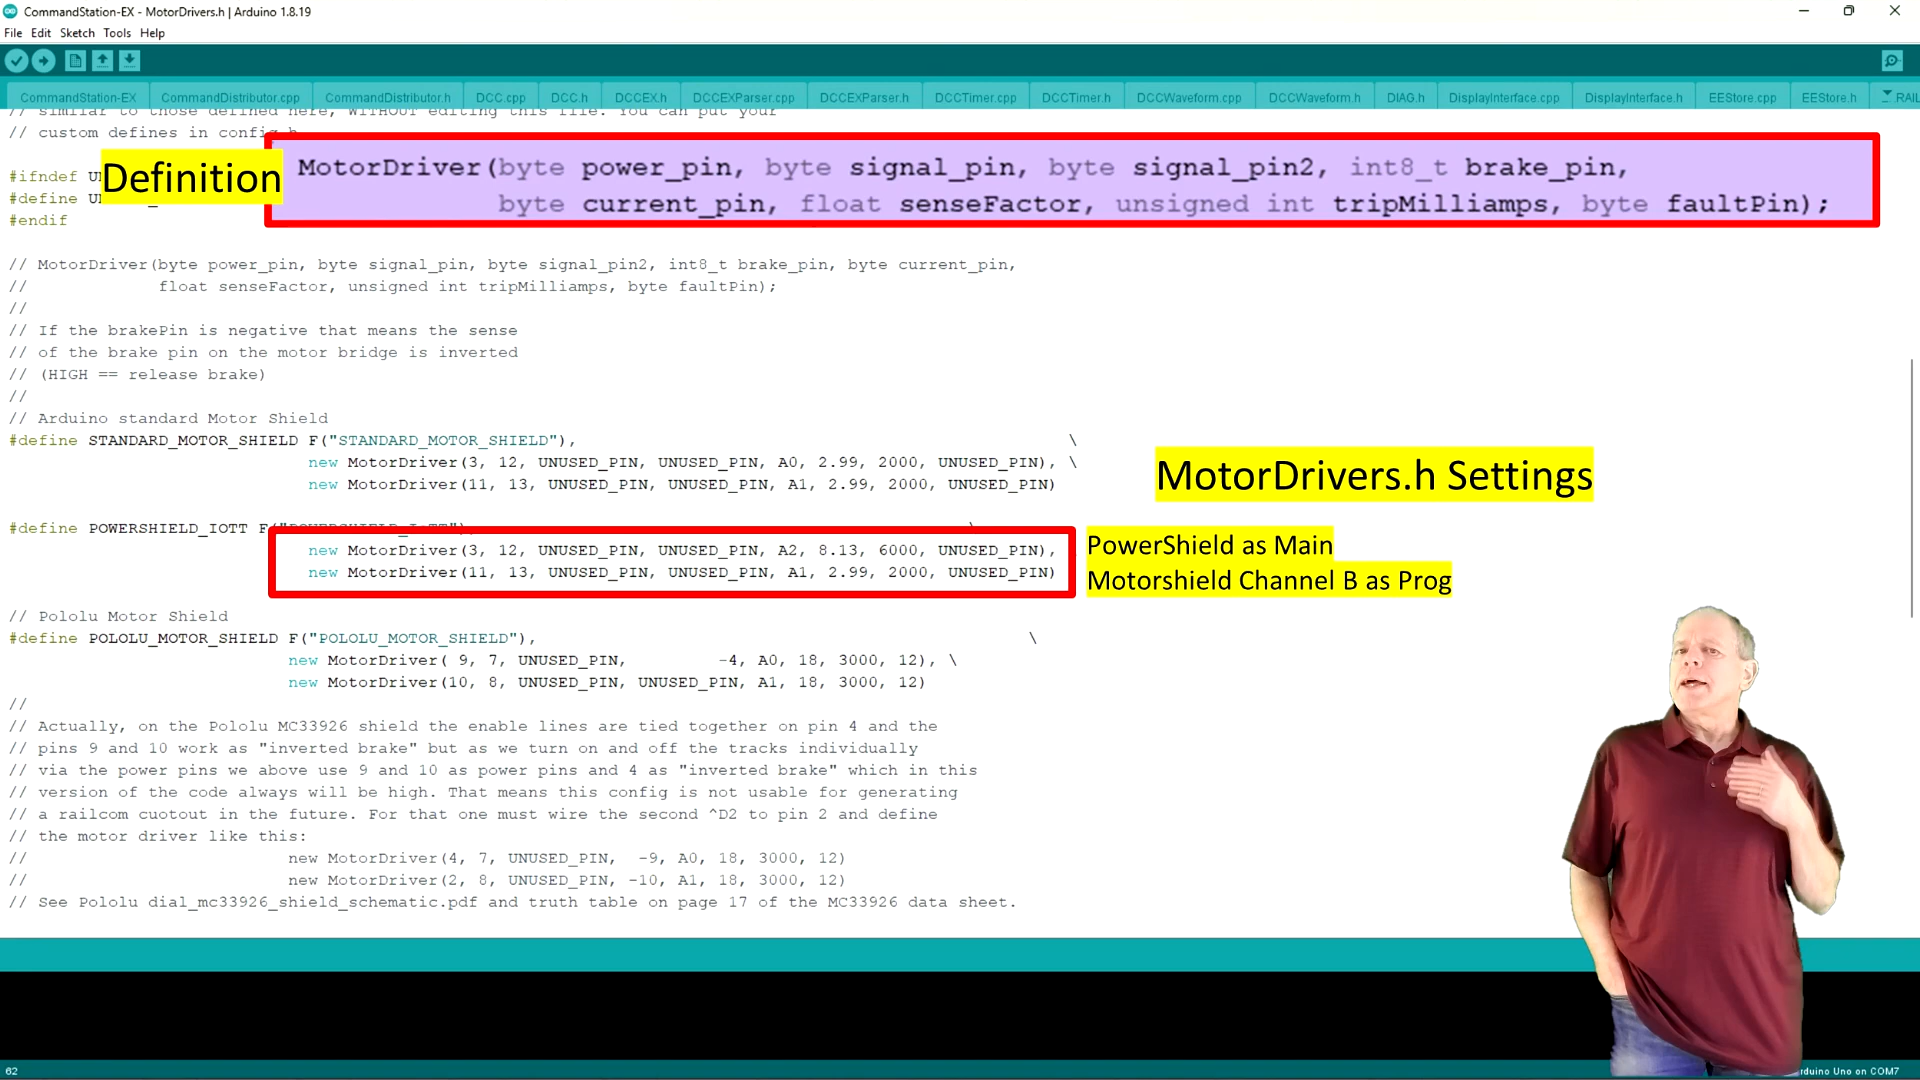 CommandStation-EX - MotorDrivers.h | Arduino 1.8.19
File Edit Sketch Tools Help
CommandStation-EX CommandDistributor.cpp CommandDistributor.h DCC.cpp DCC.h DCCEX.h DCCEXParser.cpp DCCEXParser.h DCCTimer.cpp DCCTimer.h DCCWaveform.cpp DCCWaveform.h DIAG.h DisplayInterface.cpp DisplayInterface.h EEStore.cpp EEStore.h RAIL
// similar to those defined here, WITHOUT editing this file. You can put your
// custom defines in config.h
#ifndef U
#define U
#endif
Definition
MotorDriver(byte power_pin, byte signal_pin, byte signal_pin2, int8_t brake_pin,
byte current_pin, float senseFactor, unsigned int tripMilliamps, byte faultPin);
// MotorDriver(byte power_pin, byte signal_pin, byte signal_pin2, int8_t brake_pin, byte current_pin,
// float senseFactor, unsigned int tripMilliamps, byte faultPin);
//
// If the brakePin is negative that means the sense
// of the brake pin on the motor bridge is inverted
// (HIGH == release brake)
//
// Arduino standard Motor Shield
#define STANDARD_MOTOR_SHIELD F("STANDARD_MOTOR_SHIELD"), \
new MotorDriver(3, 12, UNUSED_PIN, UNUSED_PIN, A0, 2.99, 2000, UNUSED_PIN), \
new MotorDriver(11, 13, UNUSED_PIN, UNUSED_PIN, A1, 2.99, 2000, UNUSED_PIN)
MotorDrivers.h Settings
#define POWERSHIELD_IOTT F("POWERSHIELD_IOTT"), \
new MotorDriver(3, 12, UNUSED_PIN, UNUSED_PIN, A2, 8.13, 6000, UNUSED_PIN),
new MotorDriver(11, 13, UNUSED_PIN, UNUSED_PIN, A1, 2.99, 2000, UNUSED_PIN)
PowerShield as Main
Motorshield Channel B as Prog
// Pololu Motor Shield
#define POLOLU_MOTOR_SHIELD F("POLOLU_MOTOR_SHIELD"), \
new MotorDriver( 9, 7, UNUSED_PIN, -4, A0, 18, 3000, 12), \
new MotorDriver(10, 8, UNUSED_PIN, UNUSED_PIN, A1, 18, 3000, 12)
//
// Actually, on the Pololu MC33926 shield the enable lines are tied together on pin 4 and the
// pins 9 and 10 work as "inverted brake" but as we turn on and off the tracks individually
// via the power pins we above use 9 and 10 as power pins and 4 as "inverted brake" which in this
// version of the code always will be high. That means this config is not usable for generating
// a railcom cuotout in the future. For that one must wire the second ^D2 to pin 2 and define
// the motor driver like this:
// new MotorDriver(4, 7, UNUSED_PIN, -9, A0, 18, 3000, 12)
// new MotorDriver(2, 8, UNUSED_PIN, -10, A1, 18, 3000, 12)
// See Pololu dial_mc33926_shield_schematic.pdf and truth table on page 17 of the MC33926 data sheet.
62
rduino Uno on COM7